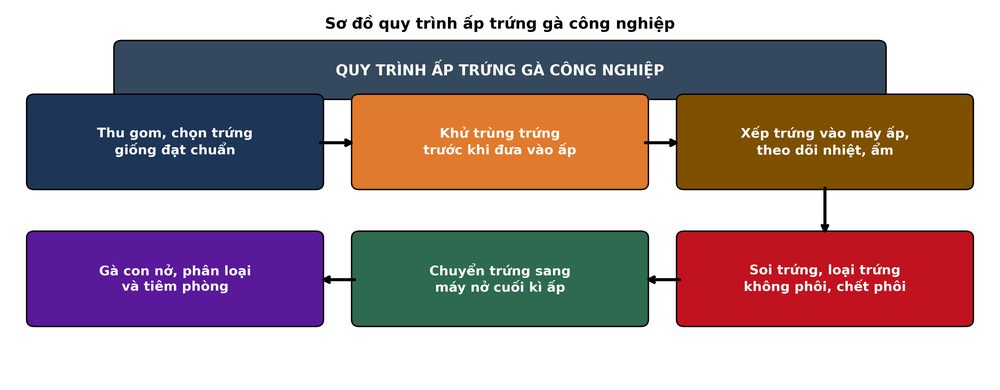 Sơ đồ quy trình ấp trứng gà công nghiệp
QUY TRÌNH ẤP TRỨNG GÀ CÔNG NGHIỆP
Thu gom, chọn trứng
giống đạt chuẩn
Khử trùng trứng
trước khi đưa vào ấp
Xếp trứng vào máy ấp,
theo dõi nhiệt, ẩm
Soi trứng, loại trứng
không phôi, chết phôi
Chuyển trứng sang
máy nở cuối kì ấp
Gà con nở, phân loại
và tiêm phòng